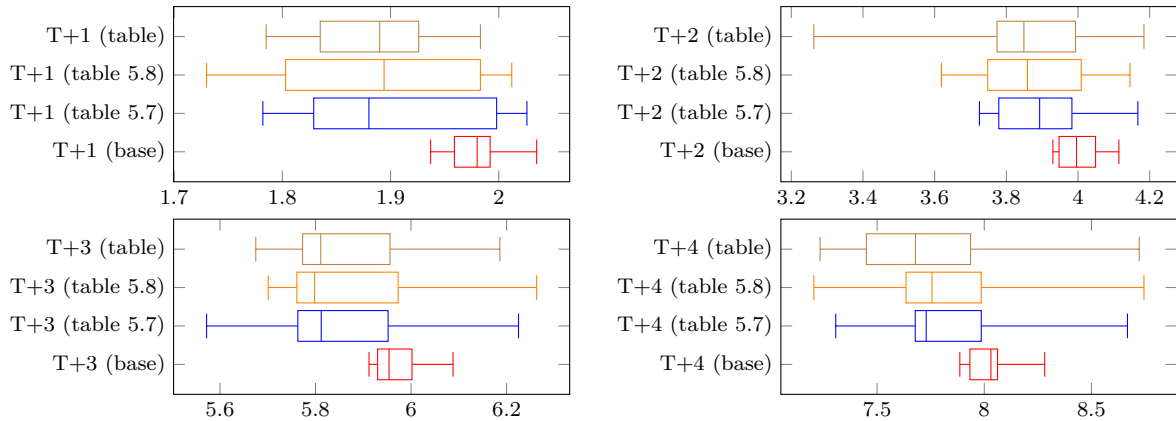 T+1 (table)
T+1 (table 5.8)
T+1 (table 5.7)
T+1 (base)
1.7 1.8 1.9 2
T+2 (table)
T+2 (table 5.8)
T+2 (table 5.7)
T+2 (base)
3.2 3.4 3.6 3.8 4 4.2
T+3 (table)
T+3 (table 5.8)
T+3 (table 5.7)
T+3 (base)
5.6 5.8 6 6.2
T+4 (table)
T+4 (table 5.8)
T+4 (table 5.7)
T+4 (base)
7.5 8 8.5